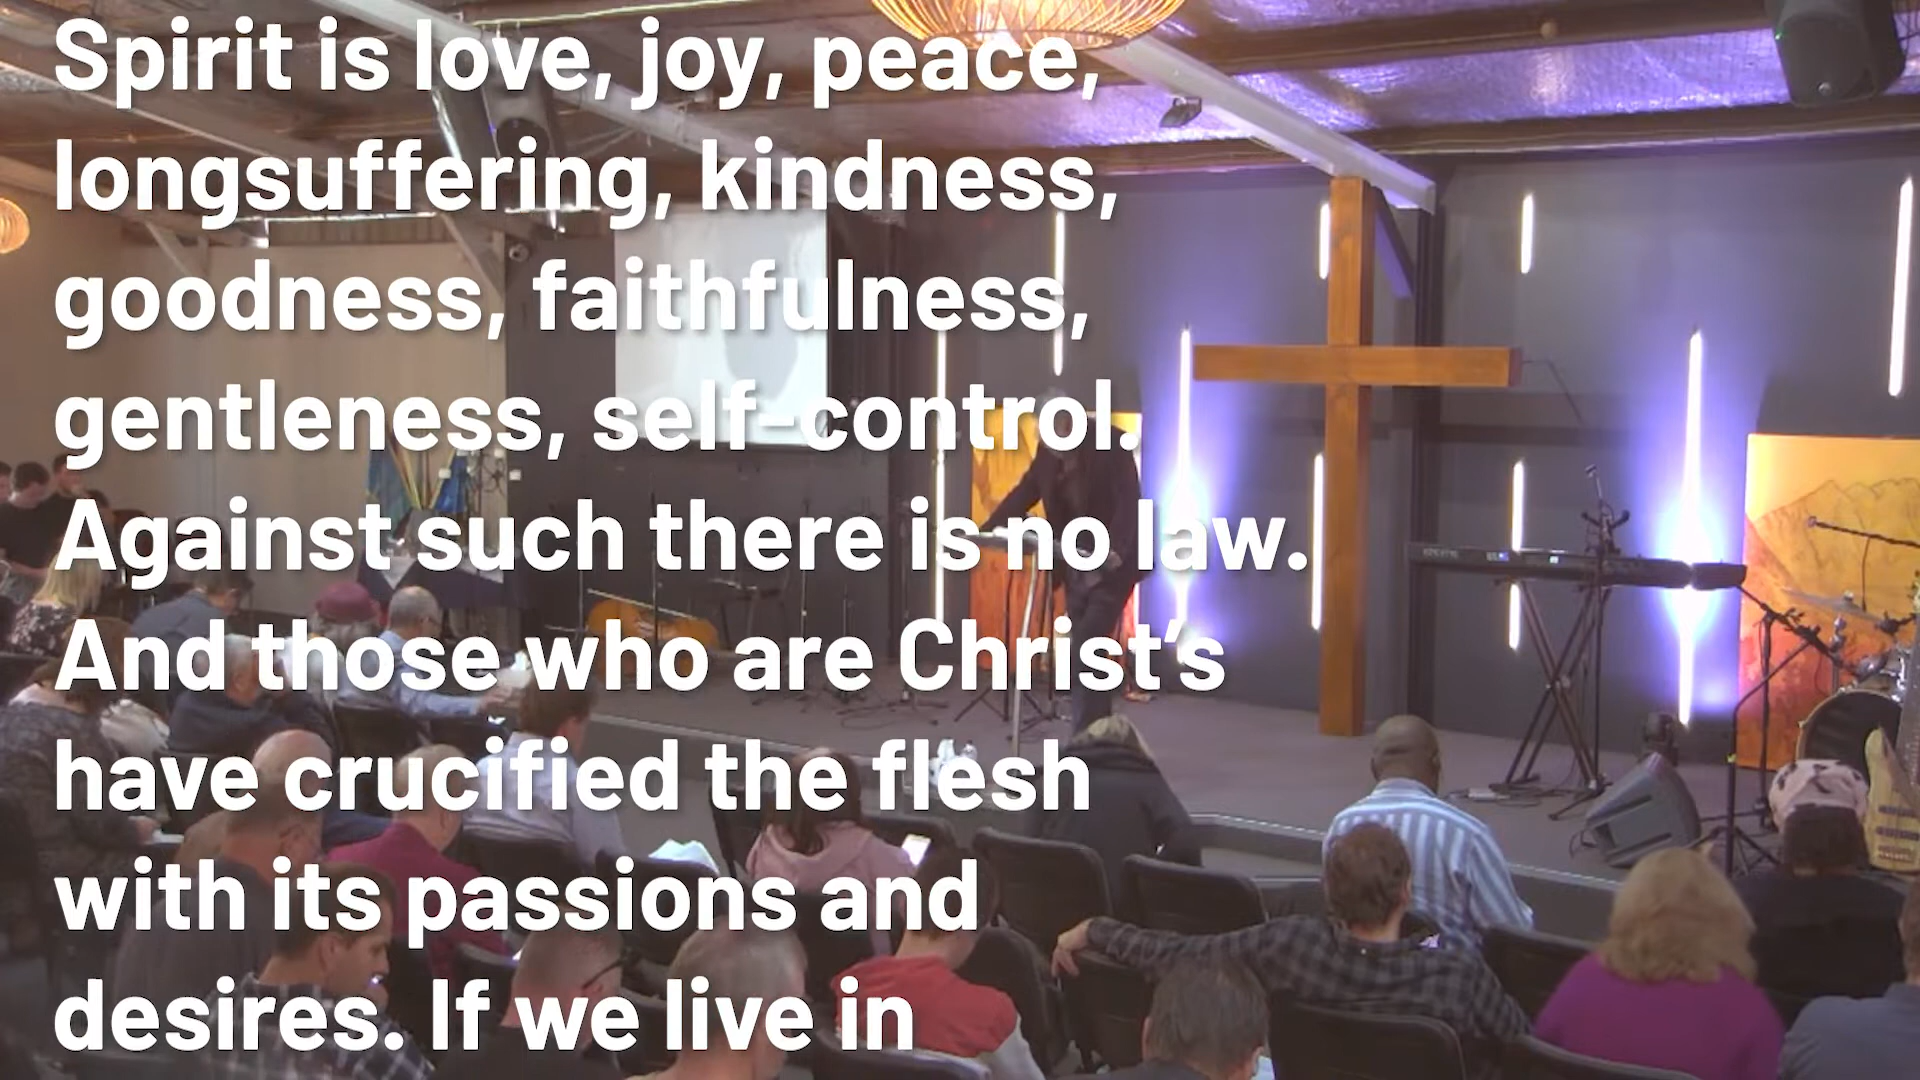 Spirit is love, joy, peace,
longsuffering, kindness,
goodness, faithfulness,
gentleness, self-control.
Against such there is no law.
And those who are Christ's
have crucified the flesh
with its passions and
desires. If we live in